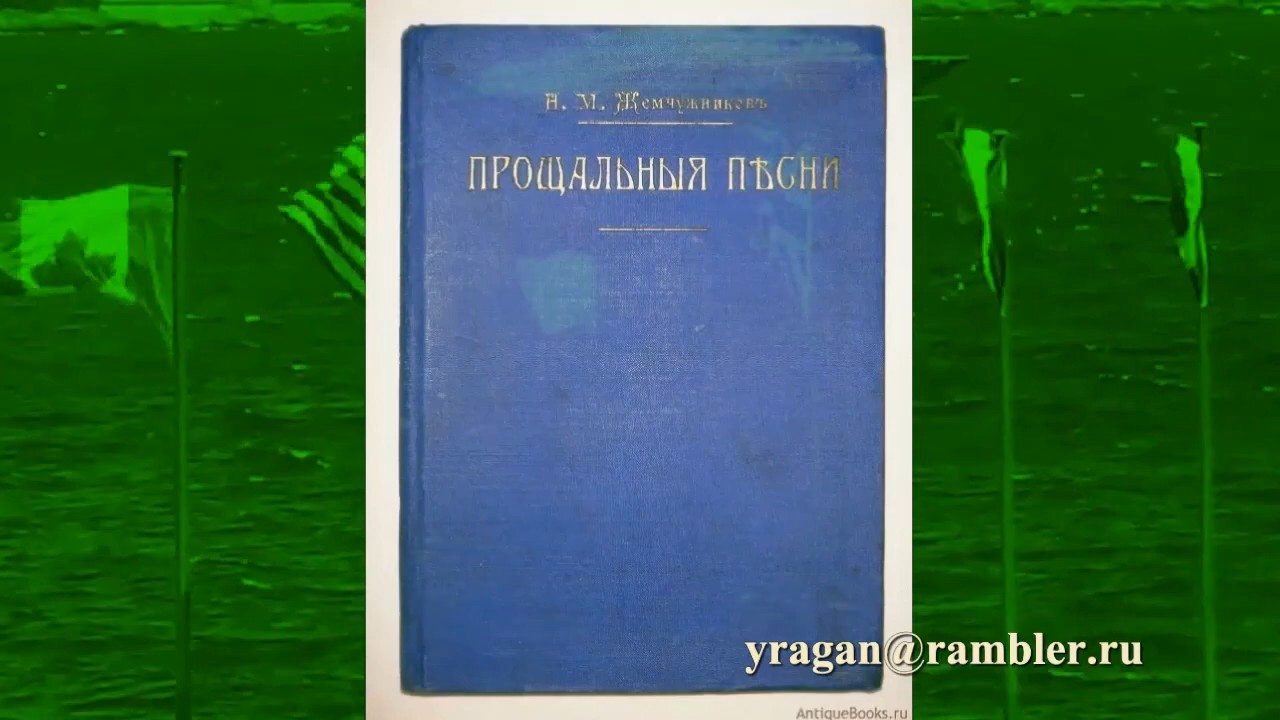 А. М. Жемчужниковъ
ПРОЩАЛЬНЫЯ ПѢСНИ
yragan@rambler.ru
AntiqueBooks.ru